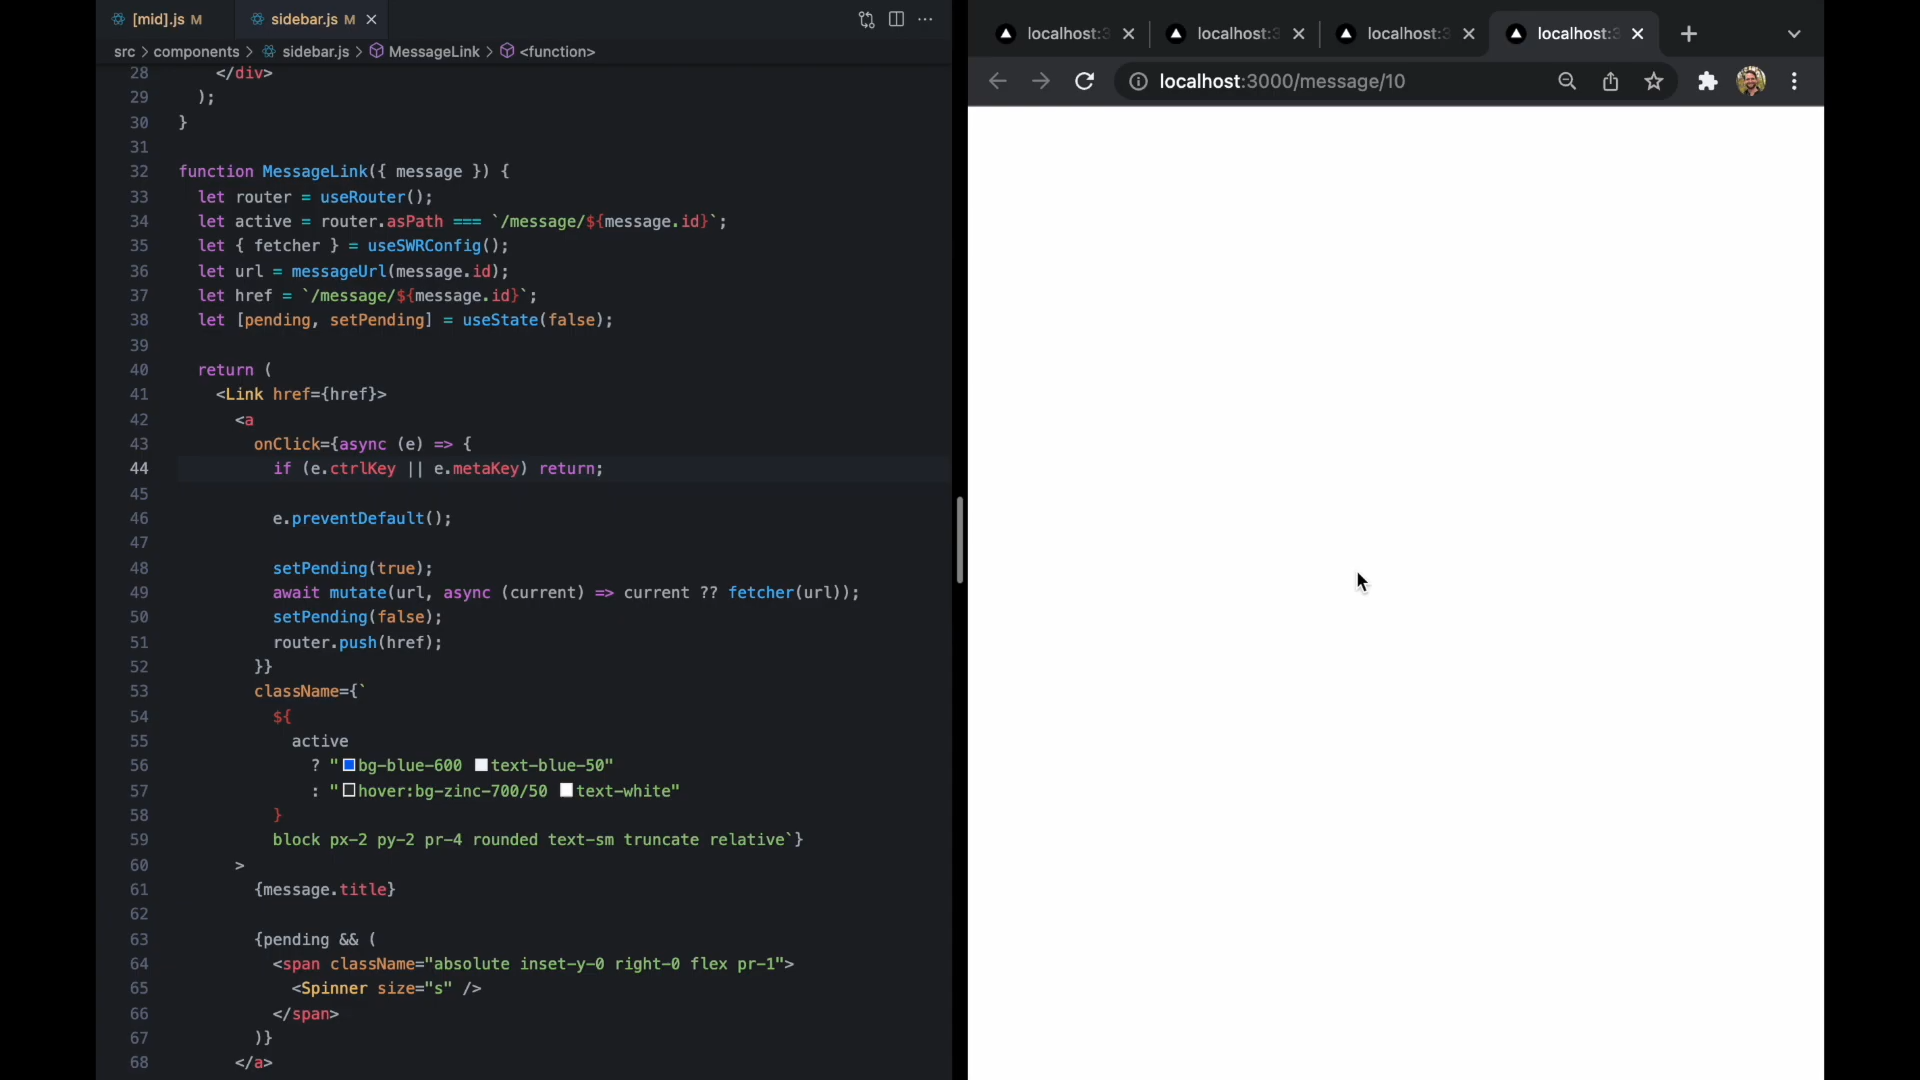 [mid].js M
sidebar.js M
src > components > sidebar.js > MessageLink > <function>
28 </div>
29 );
30 }
31
32 function MessageLink({ message }) {
33 let router = useRouter();
34 let active = router.asPath === `/message/${message.id}`;
35 let { fetcher } = useSWRConfig();
36 let url = messageUrl(message.id);
37 let href = `/message/${message.id}`;
38 let [pending, setPending] = useState(false);
39
40 return (
41 <Link href={href}>
42 <a
43 onClick={async (e) => {
44 if (e.ctrlKey || e.metaKey) return;
45
46 e.preventDefault();
47
48 setPending(true);
49 await mutate(url, async (current) => current ?? fetcher(url));
50 setPending(false);
51 router.push(href);
52 }}
53 className={`
54 ${
55 active
56 ? "bg-blue-600 text-blue-50"
57 : "hover:bg-zinc-700/50 text-white"
58 }
59 block px-2 py-2 pr-4 rounded text-sm truncate relative`}
60 >
61 {message.title}
62
63 {pending && (
64 <span className="absolute inset-y-0 right-0 flex pr-1">
65 <Spinner size="s" />
66 </span>
67 )}
68 </a>
localhost:3
localhost:3
localhost:3
localhost:3
localhost:3000/message/10